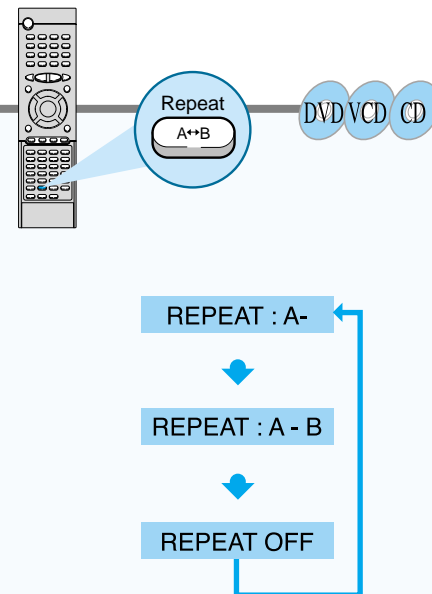 Repeat
A↔B
DVD VCD CD
REPEAT : A-
REPEAT : A - B
REPEAT OFF